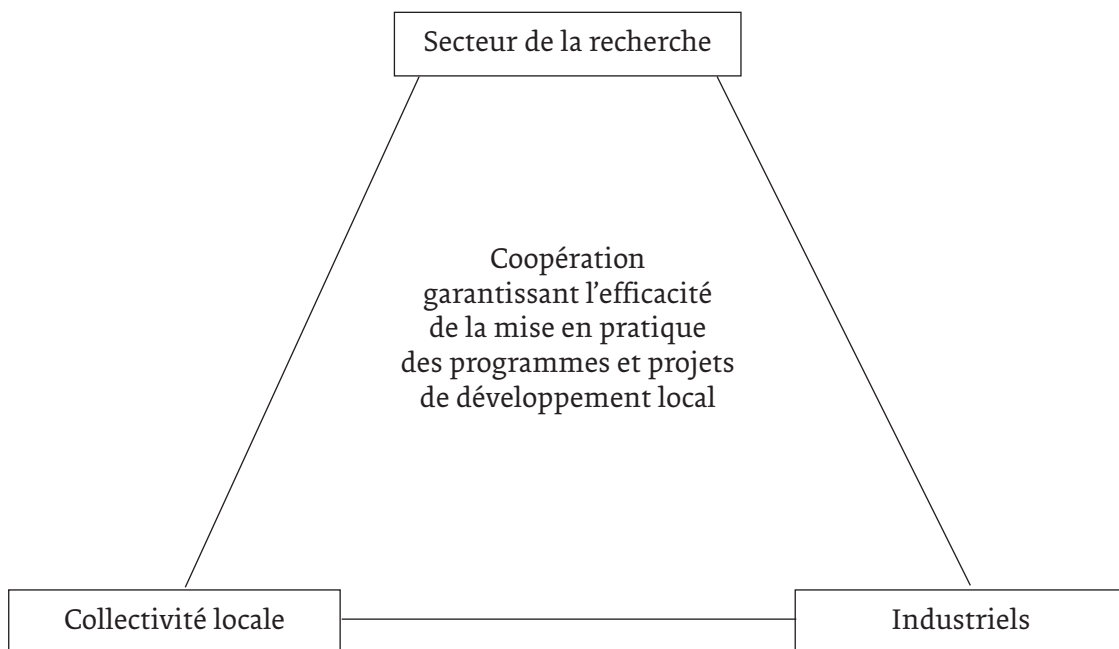 Secteur de la recherche
Coopération
garantissant l’efficacité
de la mise en pratique
des programmes et projets
de développement local
Collectivité locale
Industriels